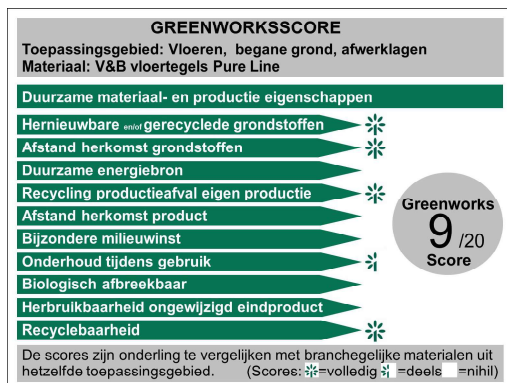 GREENWORKSSCORE
Toepassingsgebied: Vloeren, begane grond, afwerklagen
Materiaal: V&B vloertegels Pure Line
Duurzame materiaal- en productie eigenschappen
Hernieuwbare en/of gerecyclede grondstoffen
Afstand herkomst grondstoffen
Duurzame energiebron
Recycling productieafval eigen productie
Afstand herkomst product
Bijzondere milieuwinst
Onderhoud tijdens gebruik
Biologisch afbreekbaar
Herbruikbaarheid ongewijzigd eindproduct
Recyclebaarheid
Greenworks
9 /20
Score
De scores zijn onderling te vergelijken met branchegelijke materialen uit
hetzelfde toepassingsgebied. (Scores: =volledig =deels =nihil)